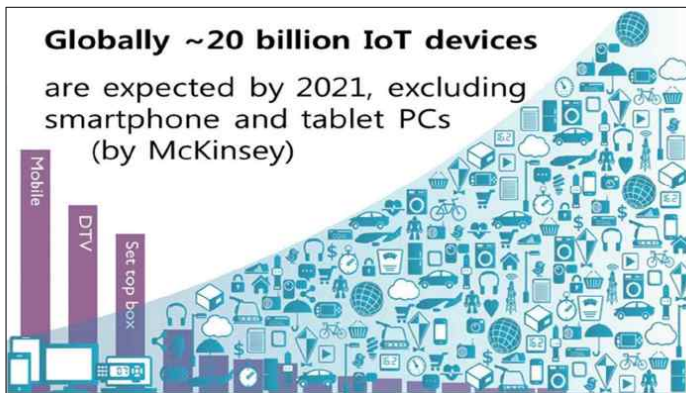 Globally ~20 billion IoT devices
are expected by 2021, excluding
smartphone and tablet PCs
(by McKinsey)
Mobile
DTV
Set top box